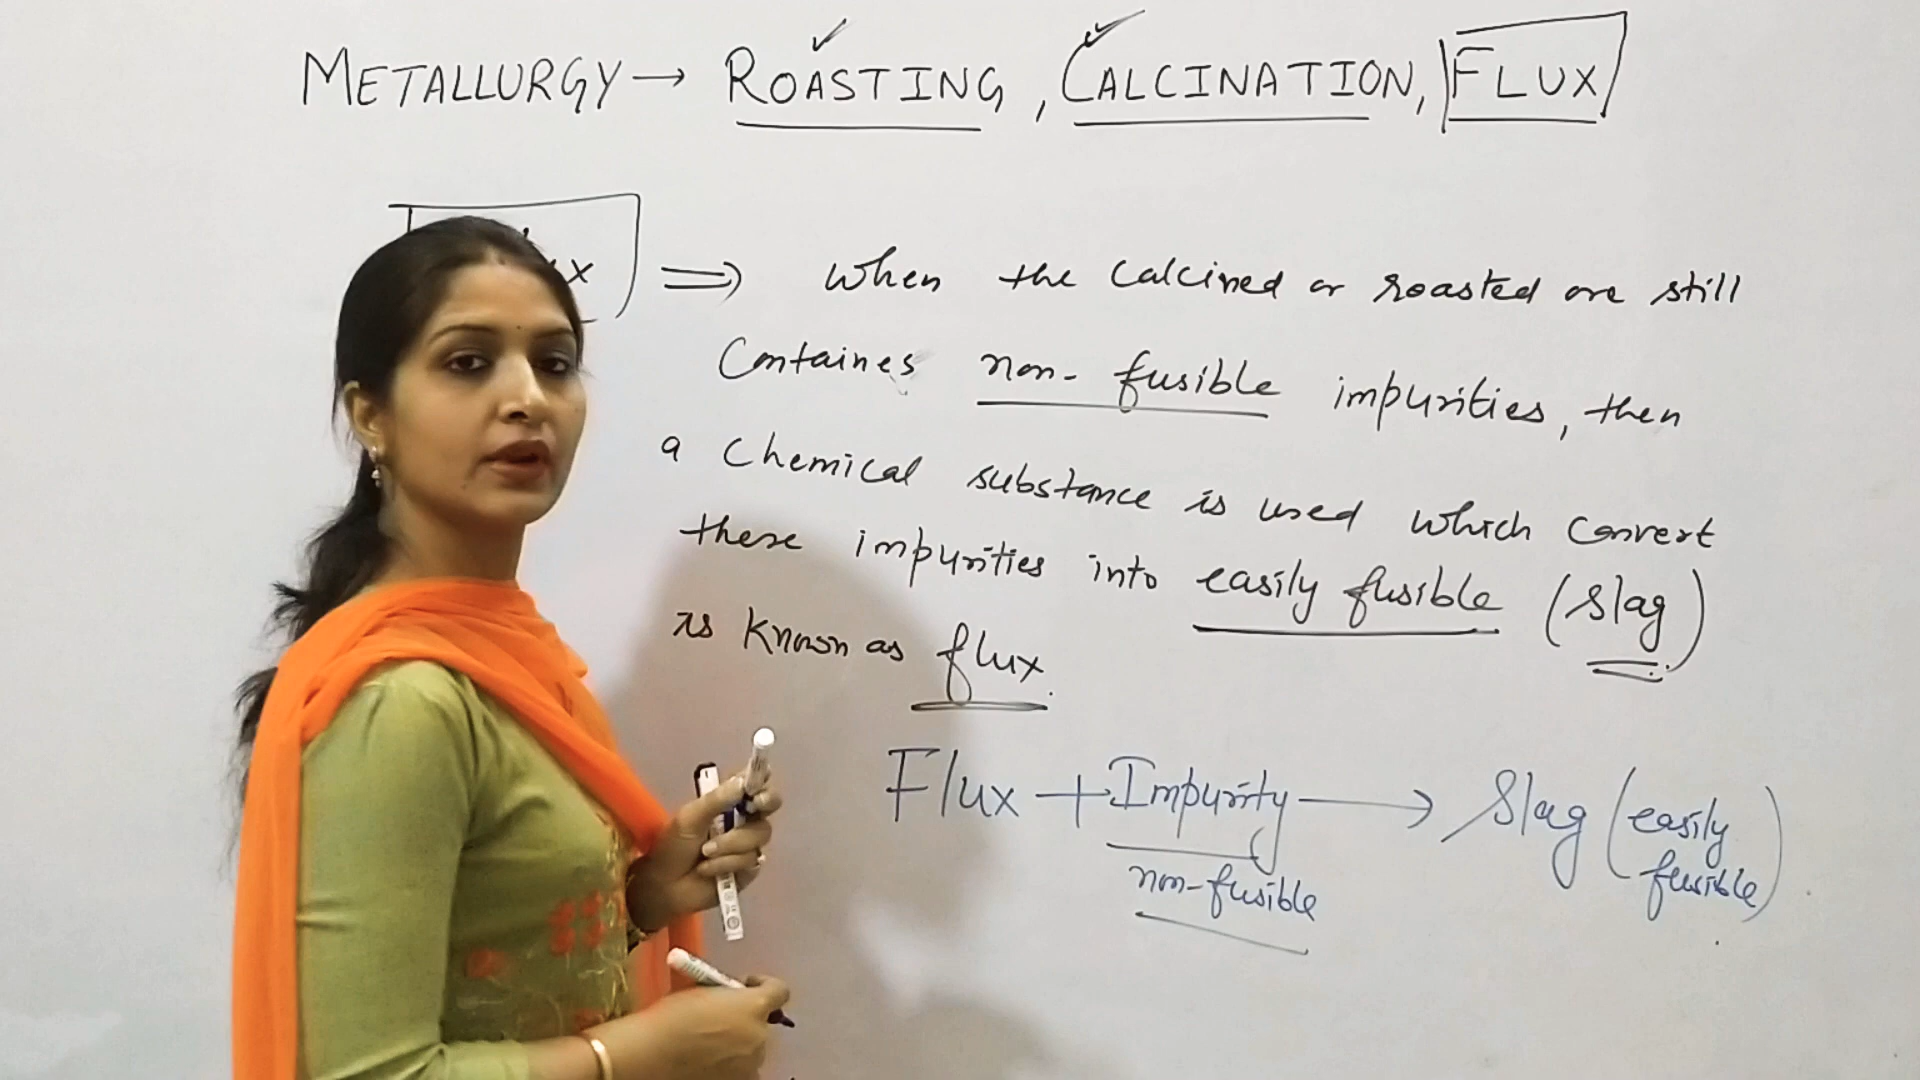 METALLURGY → ROASTING, CALCINATION, FLUX
⇒ when the calcined or roasted ore still
Containes non-fusible impurities, then
a Chemical substance is used which convert
these impurities into easily fusible (slag)
is known as flux.
Flux + Impurity → Slag (easily
non-fusible
fusible)